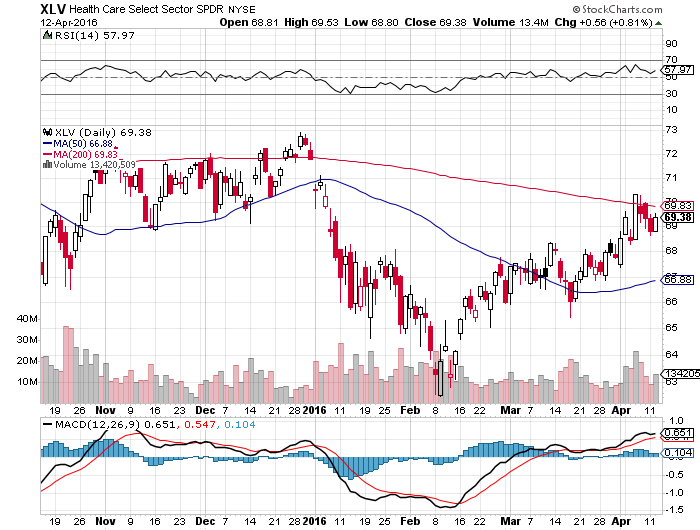 XLV Health Care Select Sector SPDR NYSE © StockCharts.com
12-Apr-2016 Open 68.81 High 69.53 Low 68.80 Close 69.38 Volume 13.4M Chg +0.56 (+0.81%)
RSI(14) 57.97
90
70
57.97
50
30
10
XLV (Daily) 69.38
MA(50) 66.88
MA(200) 69.83
Volume 13,420,509
73
72
71
70
69.83
69.38
69
68
67
66.88
66
65
64
63
40M
30M
20M
10M
134205
19 26 Nov 9 16 23 Dec 7 14 21 28 2016 11 19 25 Feb 8 16 22 Mar 7 14 21 28 Apr 11
MACD(12,26,9) 0.651, 0.547, 0.104
1.0
0.651
0.104
0.0
-0.5
-1.0
-1.5
19 26 Nov 9 16 23 Dec 7 14 21 28 2016 11 19 25 Feb 8 16 22 Mar 7 14 21 28 Apr 11